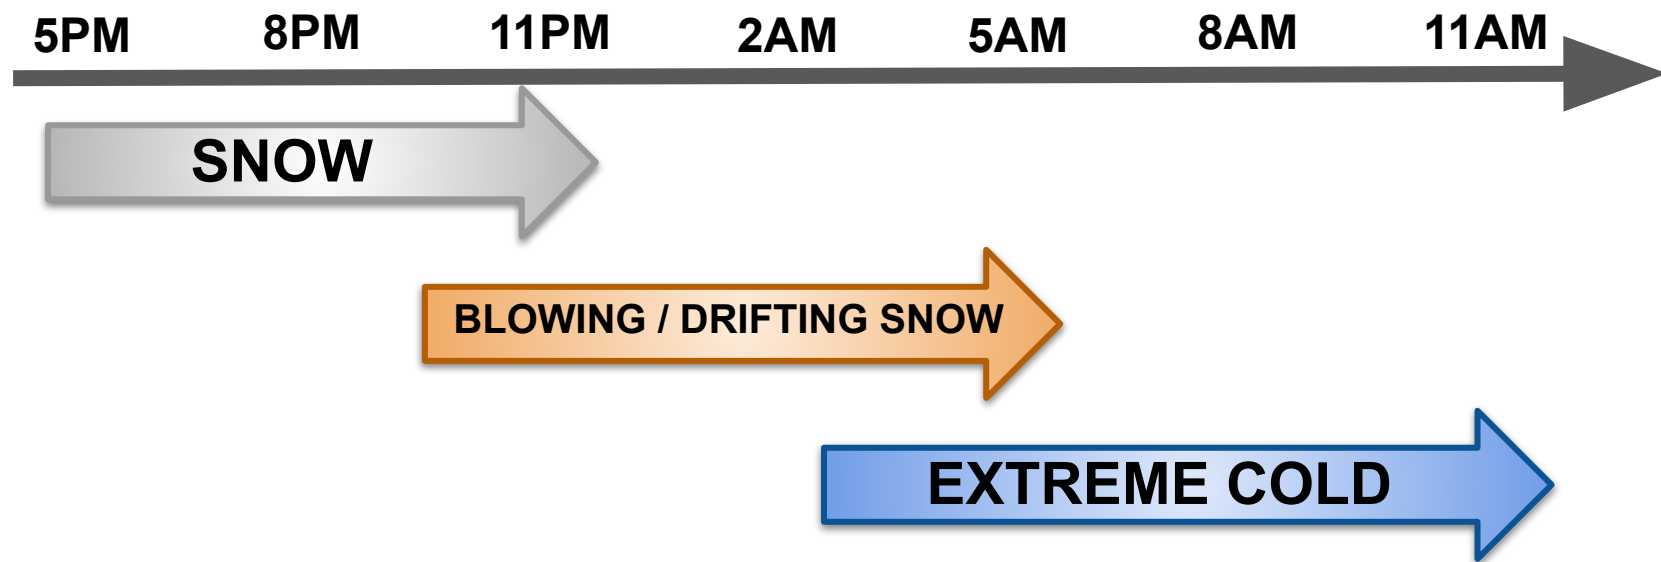 5PM 8PM 11PM 2AM 5AM 8AM 11AM
SNOW
BLOWING / DRIFTING SNOW
EXTREME COLD